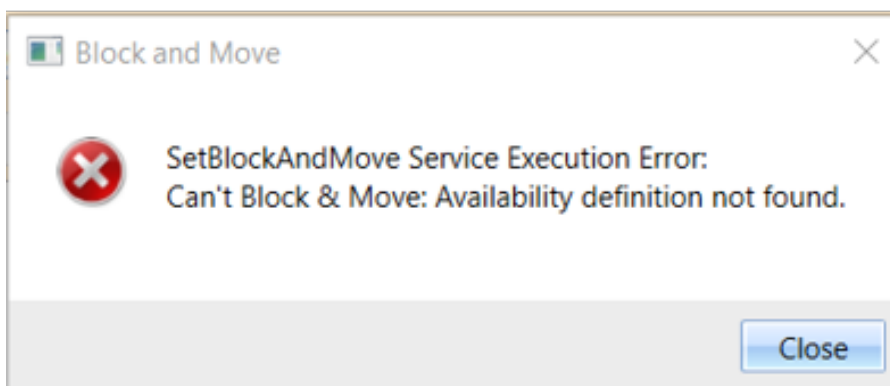 Block and Move
SetBlockAndMove Service Execution Error:
Can't Block & Move: Availability definition not found.
Close